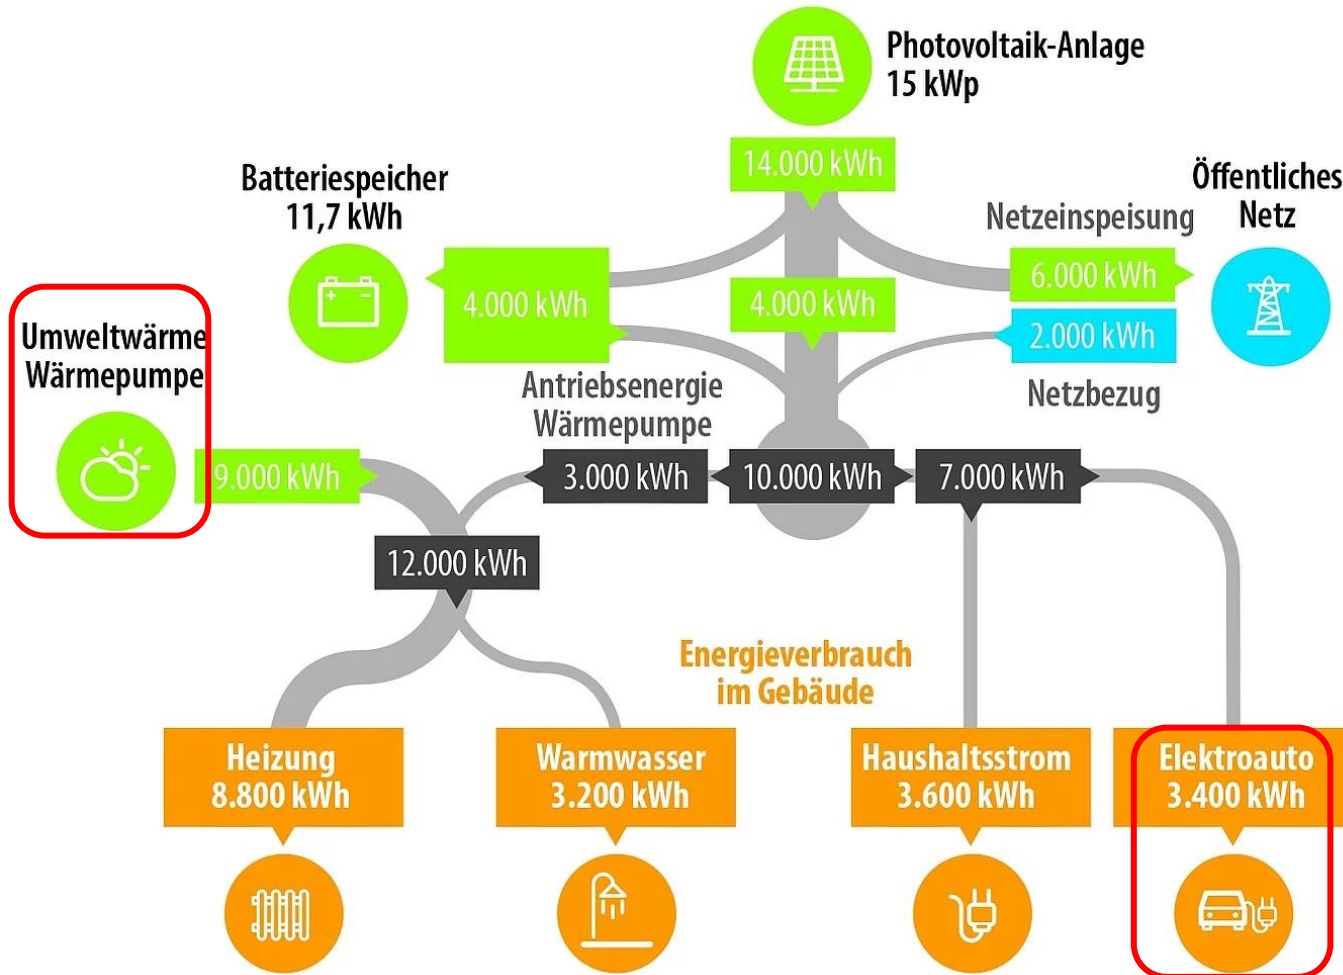 Photovoltaik-Anlage
15 kWp
14.000 kWh
Batteriespeicher
11,7 kWh
Öffentliches
Netz
Netzeinspeisung
4.000 kWh
4.000 kWh
6.000 kWh
2.000 kWh
Netzbezug
Umweltwärme
Wärmepumpe
Antriebsenergie
Wärmepumpe
9.000 kWh
3.000 kWh
10.000 kWh
7.000 kWh
12.000 kWh
Energieverbrauch
im Gebäude
Heizung
8.800 kWh
Warmwasser
3.200 kWh
Haushaltsstrom
3.600 kWh
Elektroauto
3.400 kWh